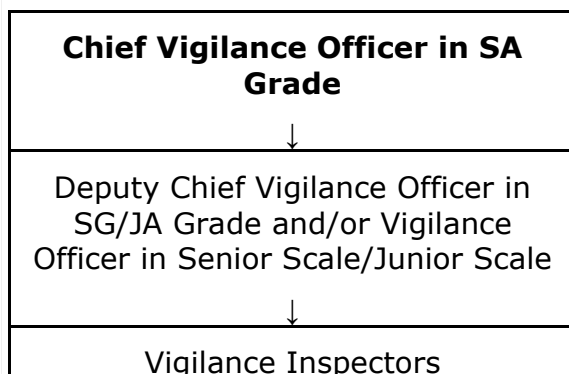 Chief Vigilance Officer in SA
Grade
↓
Deputy Chief Vigilance Officer in
SG/JA Grade and/or Vigilance
Officer in Senior Scale/Junior Scale
↓
Vigilance Inspectors